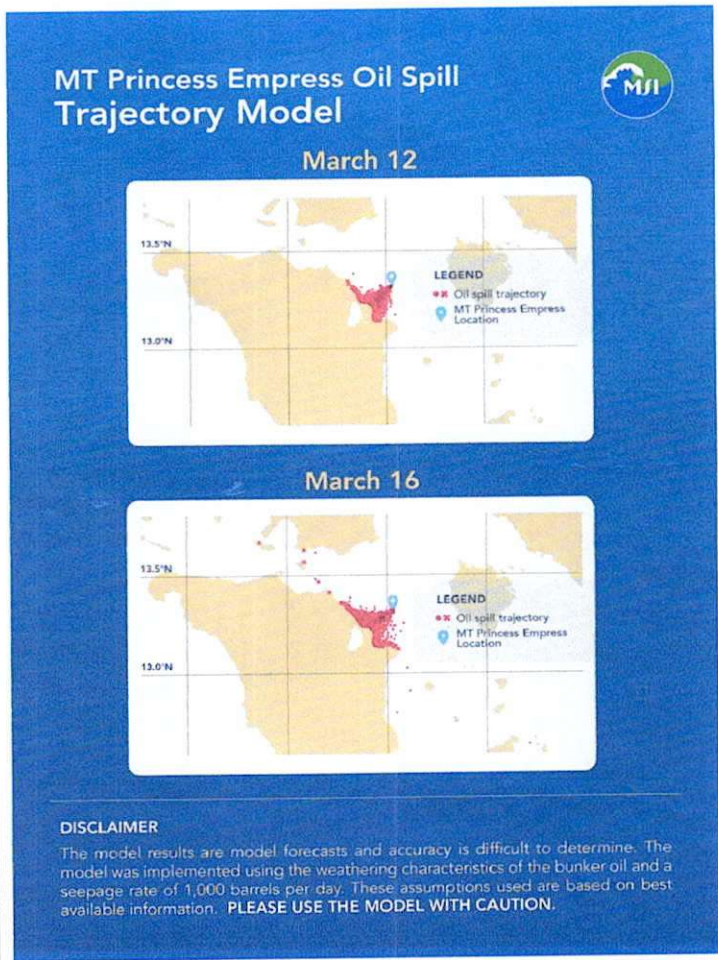 MT Princess Empress Oil Spill
Trajectory Model
MSI
March 12
13.5°N
13.0°N
LEGEND
Oil spill trajectory
MT Princess Empress
Location
March 16
13.5°N
13.0°N
LEGEND
Oil spill trajectory
MT Princess Empress
Location
DISCLAIMER
The model results are model forecasts and accuracy is difficult to determine. The
model was implemented using the weathering characteristics of the bunker oil and a
seepage rate of 1,000 barrels per day. These assumptions used are based on best
available information. PLEASE USE THE MODEL WITH CAUTION.